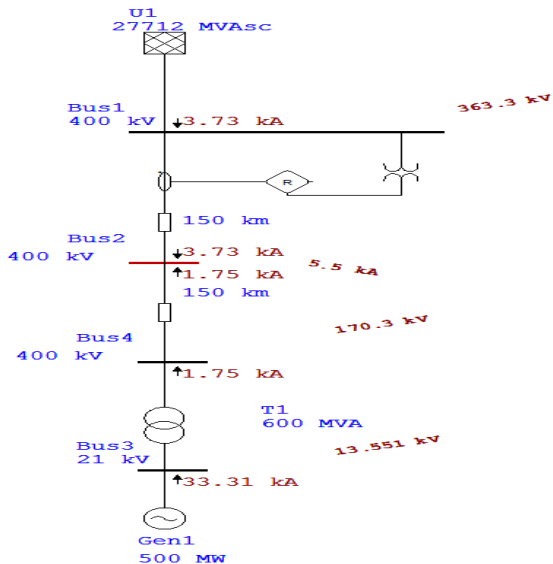 U1
27712 MVAsc
Bus1
400 kV
3.73 kA
363.3 kV
R
150 km
Bus2
400 kV
3.73 kA
1.75 kA
5.5 kA
150 km
170.3 kV
Bus4
400 kV
1.75 kA
T1
600 MVA
Bus3
21 kV
13.551 kV
33.31 kA
Gen1
500 MW